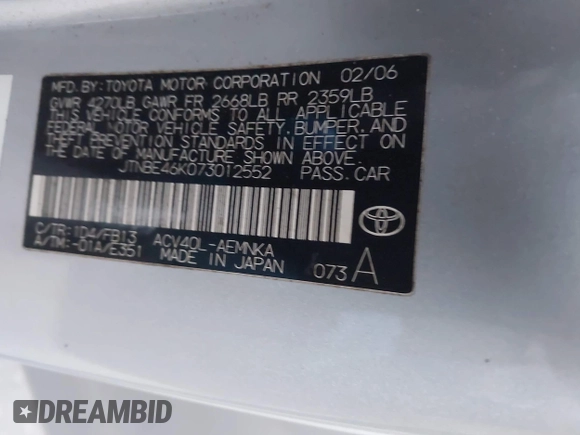 MFD.BY:TOYOTA MOTOR CORPORATION 02/06
GVWR 4270LB GAWR FR 2668LB RR 2359LB
THIS VEHICLE CONFORMS TO ALL APPLICABLE
FEDERAL MOTOR VEHICLE SAFETY,BUMPER,AND
THEFT PREVENTION STANDARDS IN EFFECT ON
THE DATE OF MANUFACTURE SHOWN ABOVE.
JTNBE46K073012552 PASS.CAR
C/TR:1D4/FB13 ACV40L-AEMNKA
A/TM:-01A/E351 MADE IN JAPAN 073 A
DREAMBID